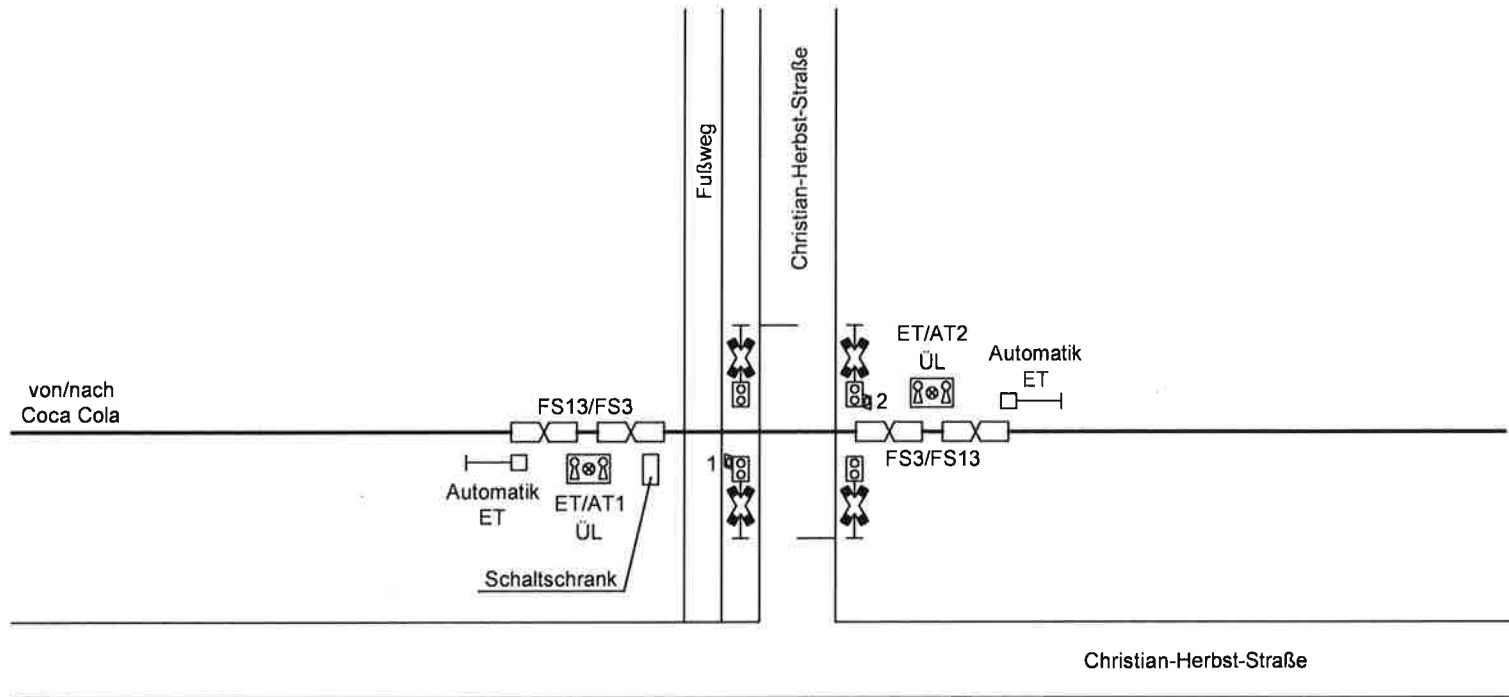 Christian-Herbst-Straße
Fußweg
von/nach
Coca Cola
FS13/FS3
ET/AT2
ÜL
Automatik
ET
2
FS3/FS13
1
Automatik
ET
ET/AT1
ÜL
Schaltschrank
Christian-Herbst-Straße